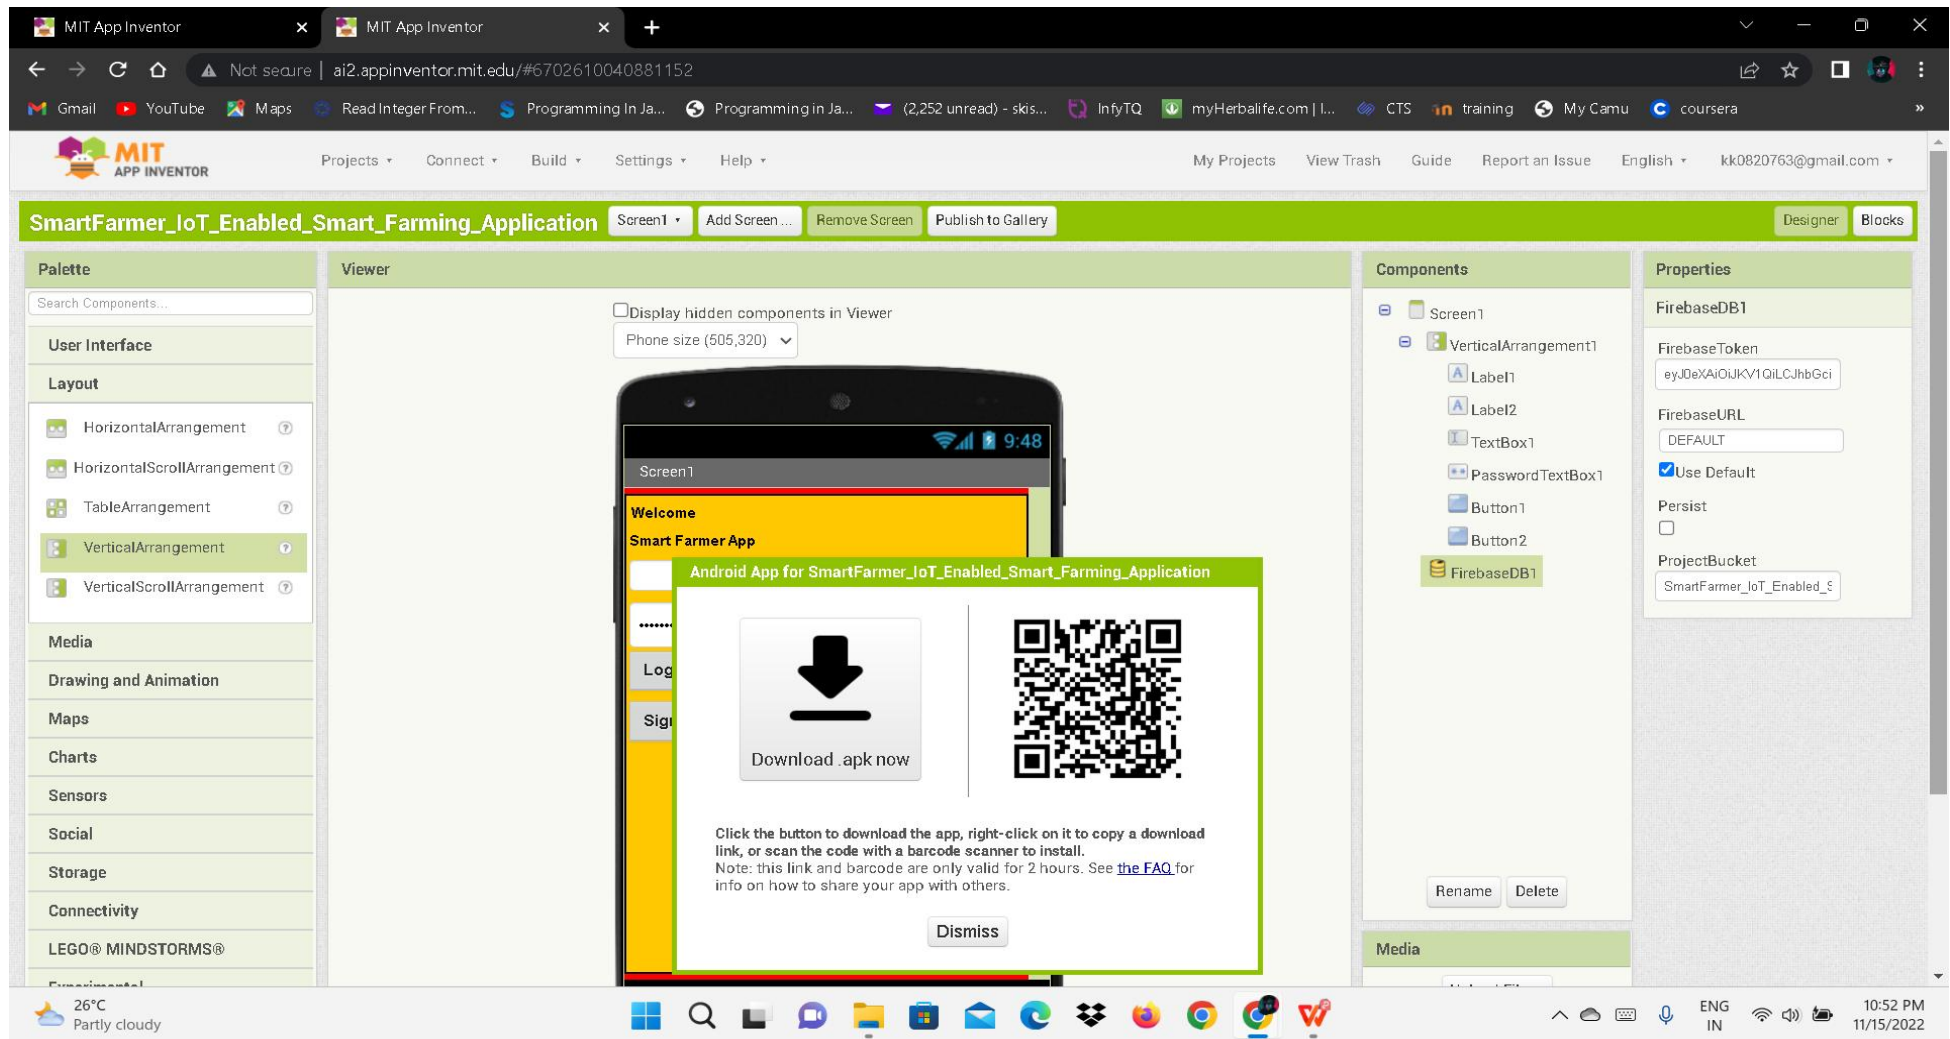 MIT App Inventor
MIT App Inventor
Not secure | ai2.appinventor.mit.edu/#6702610040881152
Gmail YouTube Maps Read Integer From... Programming In Ja... Programming in Ja... (2,252 unread) - skis... InfyTQ myHerbalife.com | I... CTS training My Camu coursera »
MIT
APP INVENTOR
Projects Connect Build Settings Help My Projects View Trash Guide Report an Issue English kk0820763@gmail.com
SmartFarmer_IoT_Enabled_Smart_Farming_Application Screen1 Add Screen ... Remove Screen Publish to Gallery Designer Blocks
Palette
Search Components...
User Interface
Layout
HorizontalArrangement
HorizontalScrollArrangement
TableArrangement
VerticalArrangement
VerticalScrollArrangement
Media
Drawing and Animation
Maps
Charts
Sensors
Social
Storage
Connectivity
LEGO® MINDSTORMS®
Viewer
Display hidden components in Viewer
Phone size (505,320)
9:48
Screen1
Welcome
Smart Farmer App
Log
Sign
Android App for SmartFarmer_IoT_Enabled_Smart_Farming_Application
Download .apk now
Click the button to download the app, right-click on it to copy a download
link, or scan the code with a barcode scanner to install.
Note: this link and barcode are only valid for 2 hours. See the FAQ for
info on how to share your app with others.
Dismiss
Components
Screen1
VerticalArrangement1
Label1
Label2
TextBox1
PasswordTextBox1
Button1
Button2
FirebaseDB1
Rename Delete
Media
Properties
FirebaseDB1
FirebaseToken
eyJ0eXAiOiJKV1QiLCJhbGci
FirebaseURL
DEFAULT
Use Default
Persist
ProjectBucket
SmartFarmer_IoT_Enabled_S
26°C
Partly cloudy
ENG
IN
10:52 PM
11/15/2022